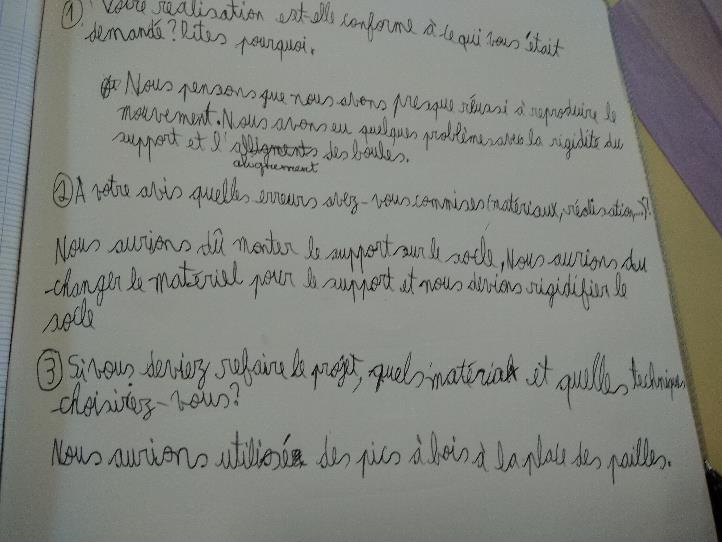 ① Votre réalisation est-elle conforme à ce qui vous était
demandé? Dites pourquoi.
Nous pensons que nous avons presque réussi à reproduire le
mouvement. Nous avons eu quelques problèmes avec la rigidité du
support et l'alligments des boules.
alignement
② A votre avis quelles erreurs avez-vous commises (matériaux, réalisation,...)?
Nous aurions dû monter le support sur le socle, Nous aurions du
changer le matériel pour le support et nous devions rigidifier le
socle
③ Si vous deviez refaire le projet, quels matériaux et quelles techniques
choisirez-vous?
Nous aurions utilisée des pics à bois à la place des pailles.